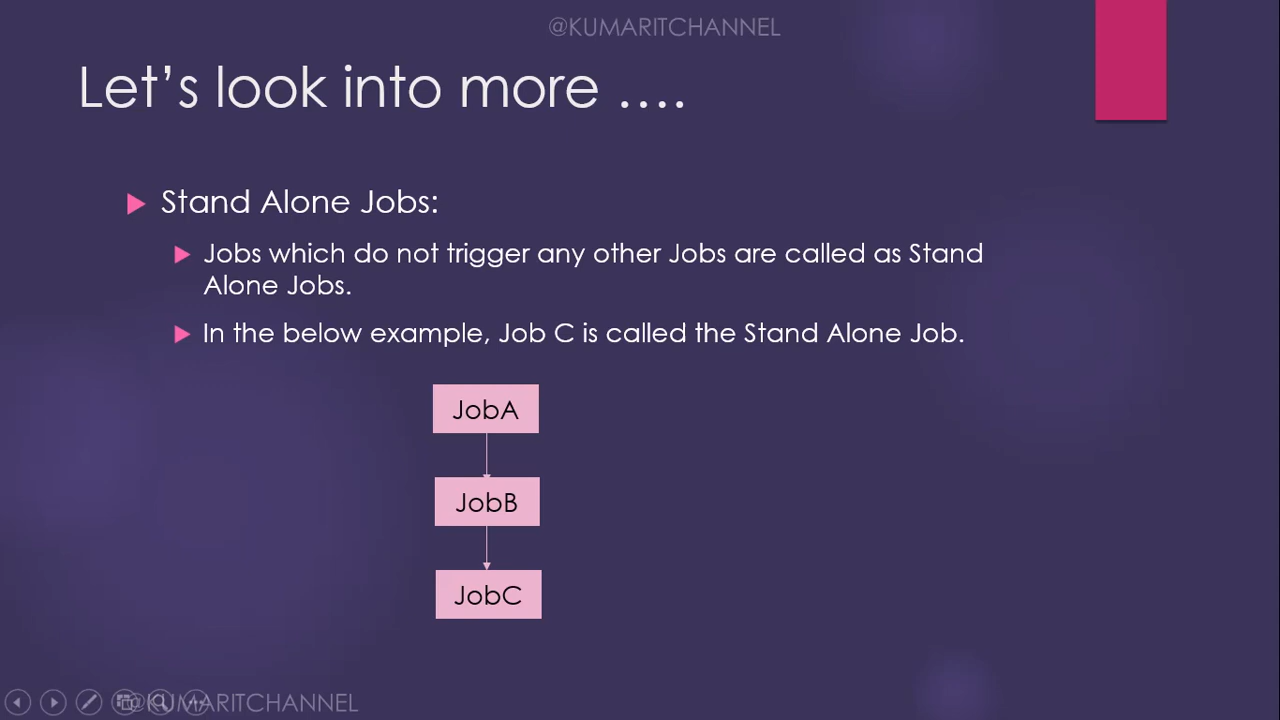 @KUMARITCHANNEL
Let’s look into more ….
Stand Alone Jobs:
Jobs which do not trigger any other Jobs are called as Stand
Alone Jobs.
In the below example, Job C is called the Stand Alone Job.
JobA
JobB
JobC
@KUMARITCHANNEL